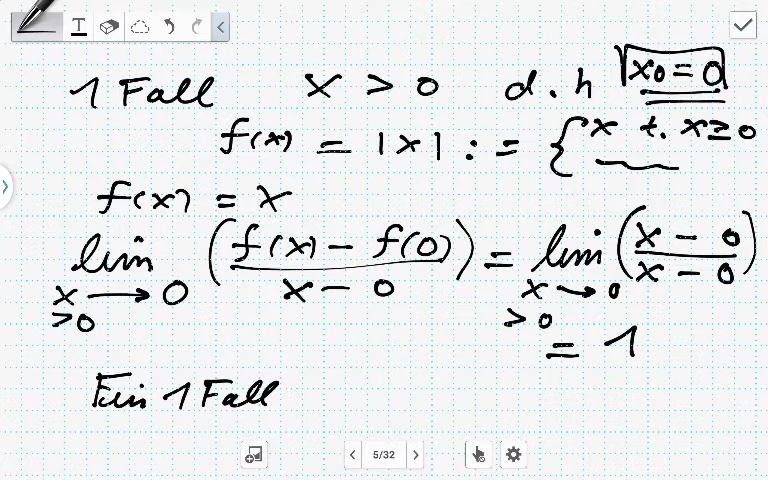 T
1 Fall x > 0 d.h x₀ = 0
f(x) = |x| := { x f. x ≥ 0
f(x) = x
lim x → 0 >0 ( f(x) - f(0) / x - 0 ) = lim x → 0 >0 ( x - 0 / x - 0 )
= 1
1 Fall
5/32